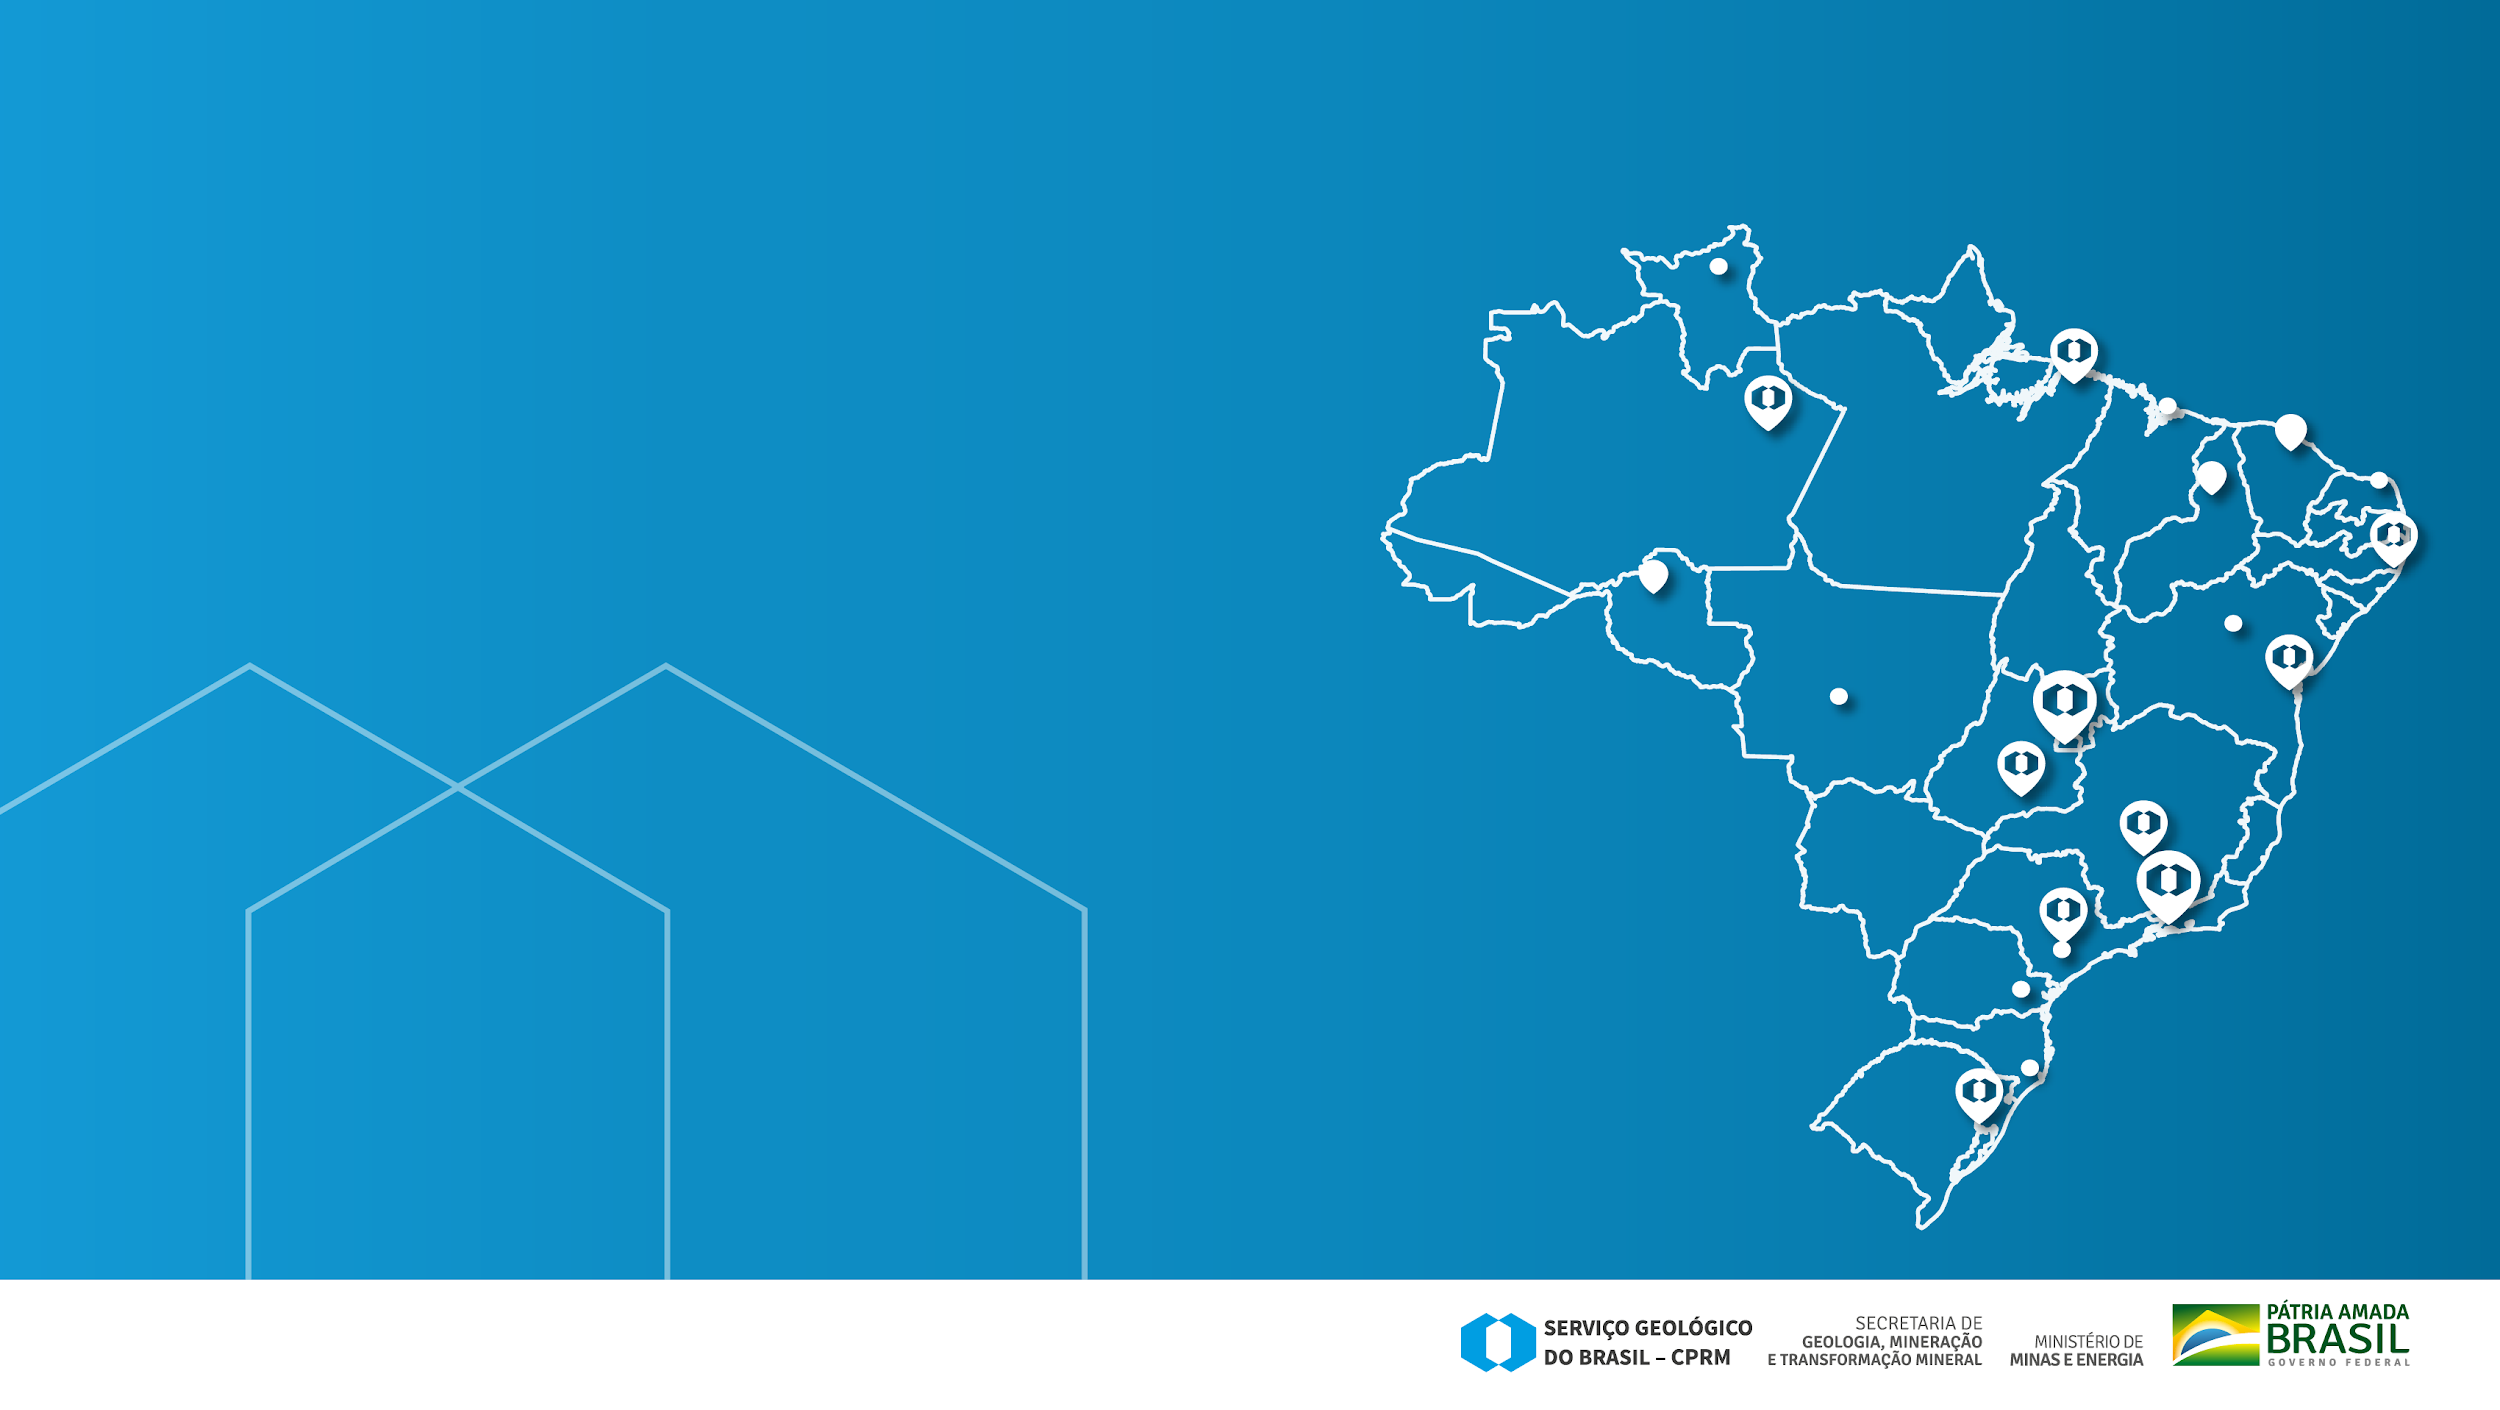 SERVIÇO GEOLÓGICO
DO BRASIL – CPRM
SECRETARIA DE
GEOLOGIA, MINERAÇÃO
E TRANSFORMAÇÃO MINERAL
MINISTÉRIO DE
MINAS E ENERGIA
PÁTRIA AMADA
BRASIL
GOVERNO FEDERAL